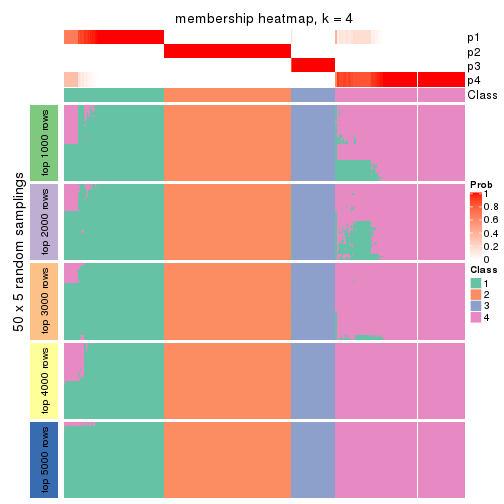 membership heatmap, k = 4
p1
p2
p3
p4
Class
50 x 5 random samplings
top 1000 rows
top 2000 rows
top 3000 rows
top 4000 rows
top 5000 rows
Prob
1
0.8
0.6
0.4
0.2
0
Class
1
2
3
4